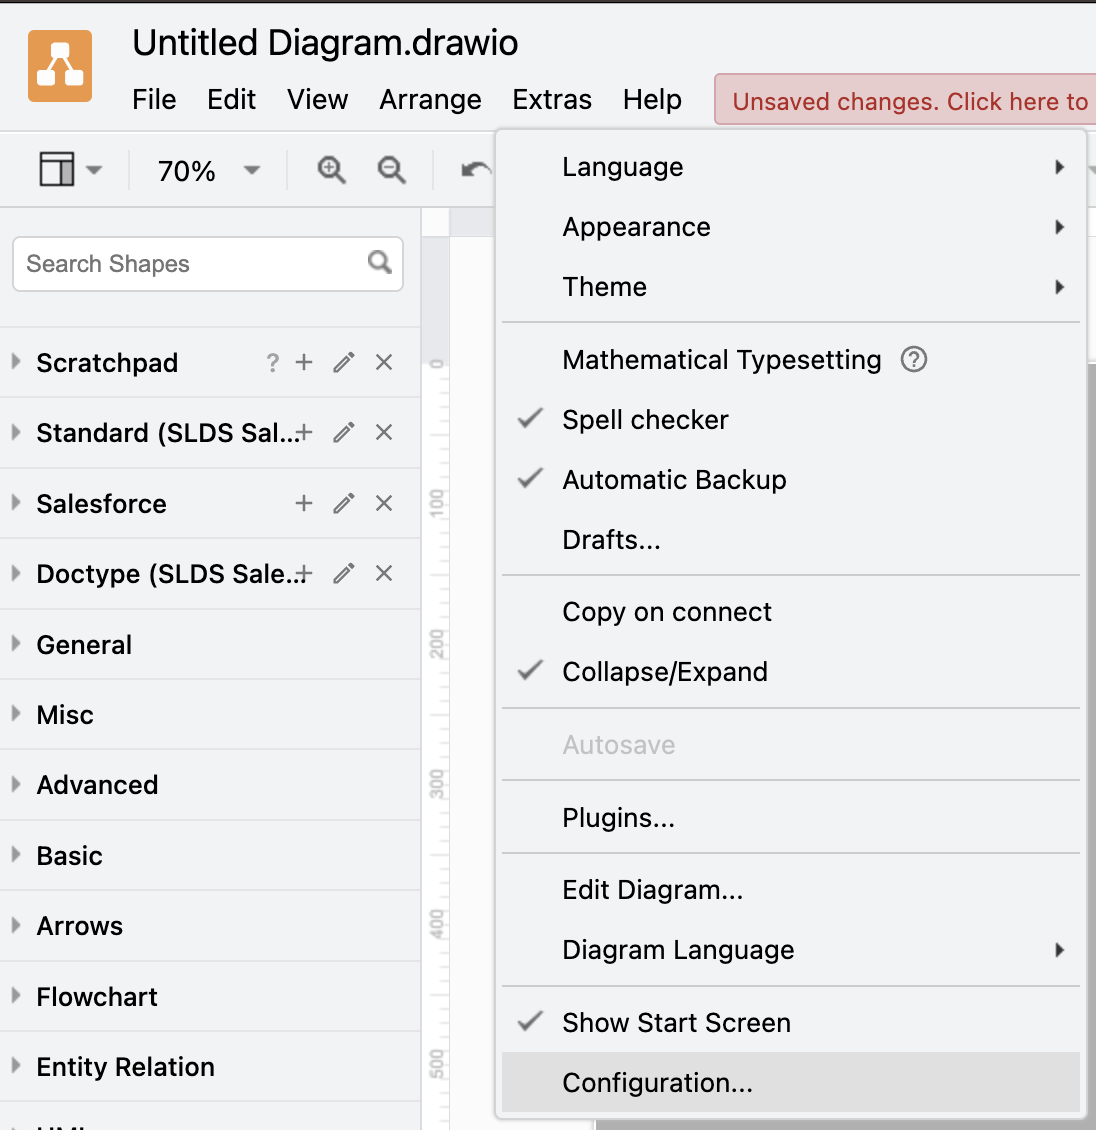 Untitled Diagram.drawio
File Edit View Arrange Extras Help
Unsaved changes. Click here to
70%
Search Shapes
Scratchpad ?
Standard (SLDS Sal...
Salesforce
Doctype (SLDS Sale...
General
Misc
Advanced
Basic
Arrows
Flowchart
Entity Relation
0
100
200
300
400
500
Language
Appearance
Theme
Mathematical Typesetting ?
Spell checker
Automatic Backup
Drafts...
Copy on connect
Collapse/Expand
Autosave
Plugins...
Edit Diagram...
Diagram Language
Show Start Screen
Configuration...